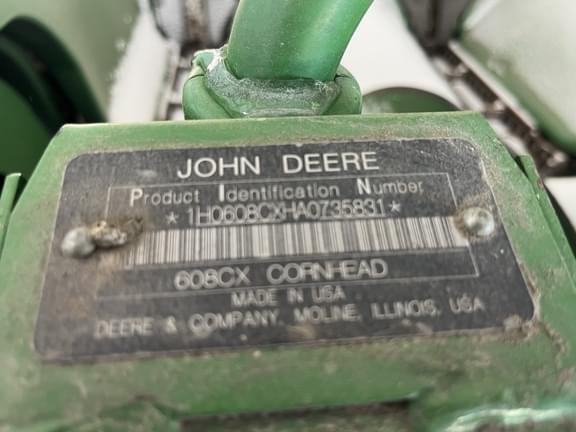 JOHN DEERE
Product Identification Number
*1H0608CXHA0735831*
608CX CORNHEAD
MADE IN USA
DEERE & COMPANY, MOLINE, ILLINOIS, USA